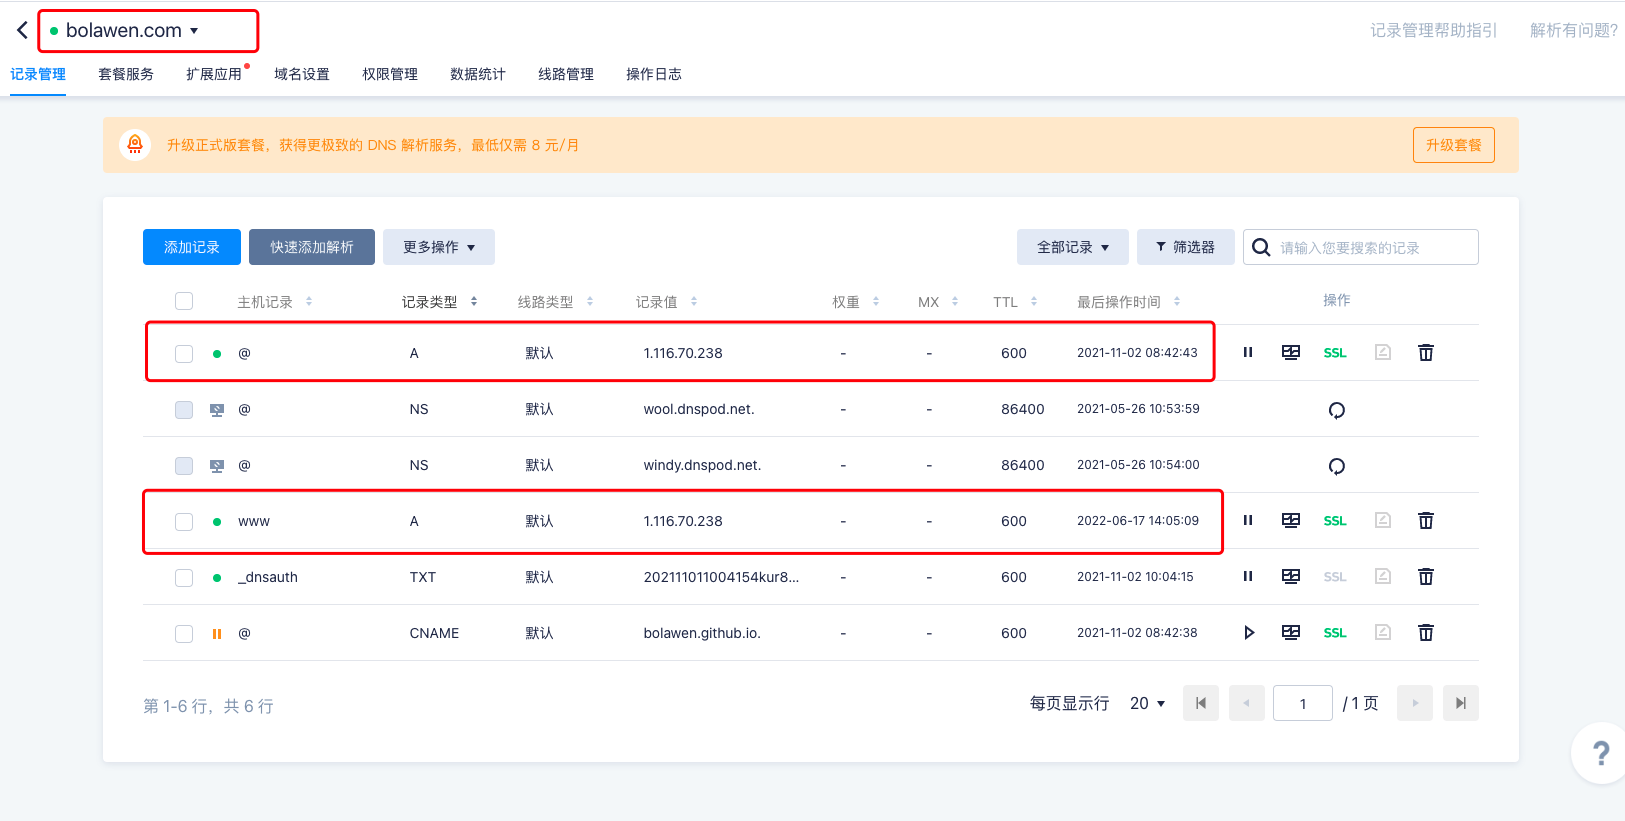 bolawen.com
记录管理帮助指引 解析有问题?
记录管理 套餐服务 扩展应用 域名设置 权限管理 数据统计 线路管理 操作日志
升级正式版套餐，获得更极致的 DNS 解析服务，最低仅需 8 元/月 升级套餐
添加记录 快速添加解析 更多操作 全部记录 筛选器 请输入您要搜索的记录
主机记录 记录类型 线路类型 记录值 权重 MX TTL 最后操作时间 操作
@ A 默认 1.116.70.238 - - 600 2021-11-02 08:42:43 SSL
@ NS 默认 wool.dnspod.net. - - 86400 2021-05-26 10:53:59
@ NS 默认 windy.dnspod.net. - - 86400 2021-05-26 10:54:00
www A 默认 1.116.70.238 - - 600 2022-06-17 14:05:09 SSL
_dnsauth TXT 默认 202111011004154kur8... - - 600 2021-11-02 10:04:15 SSL
@ CNAME 默认 bolawen.github.io. - - 600 2021-11-02 08:42:38 SSL
第 1-6 行，共 6 行 每页显示行 20 1 / 1 页
?